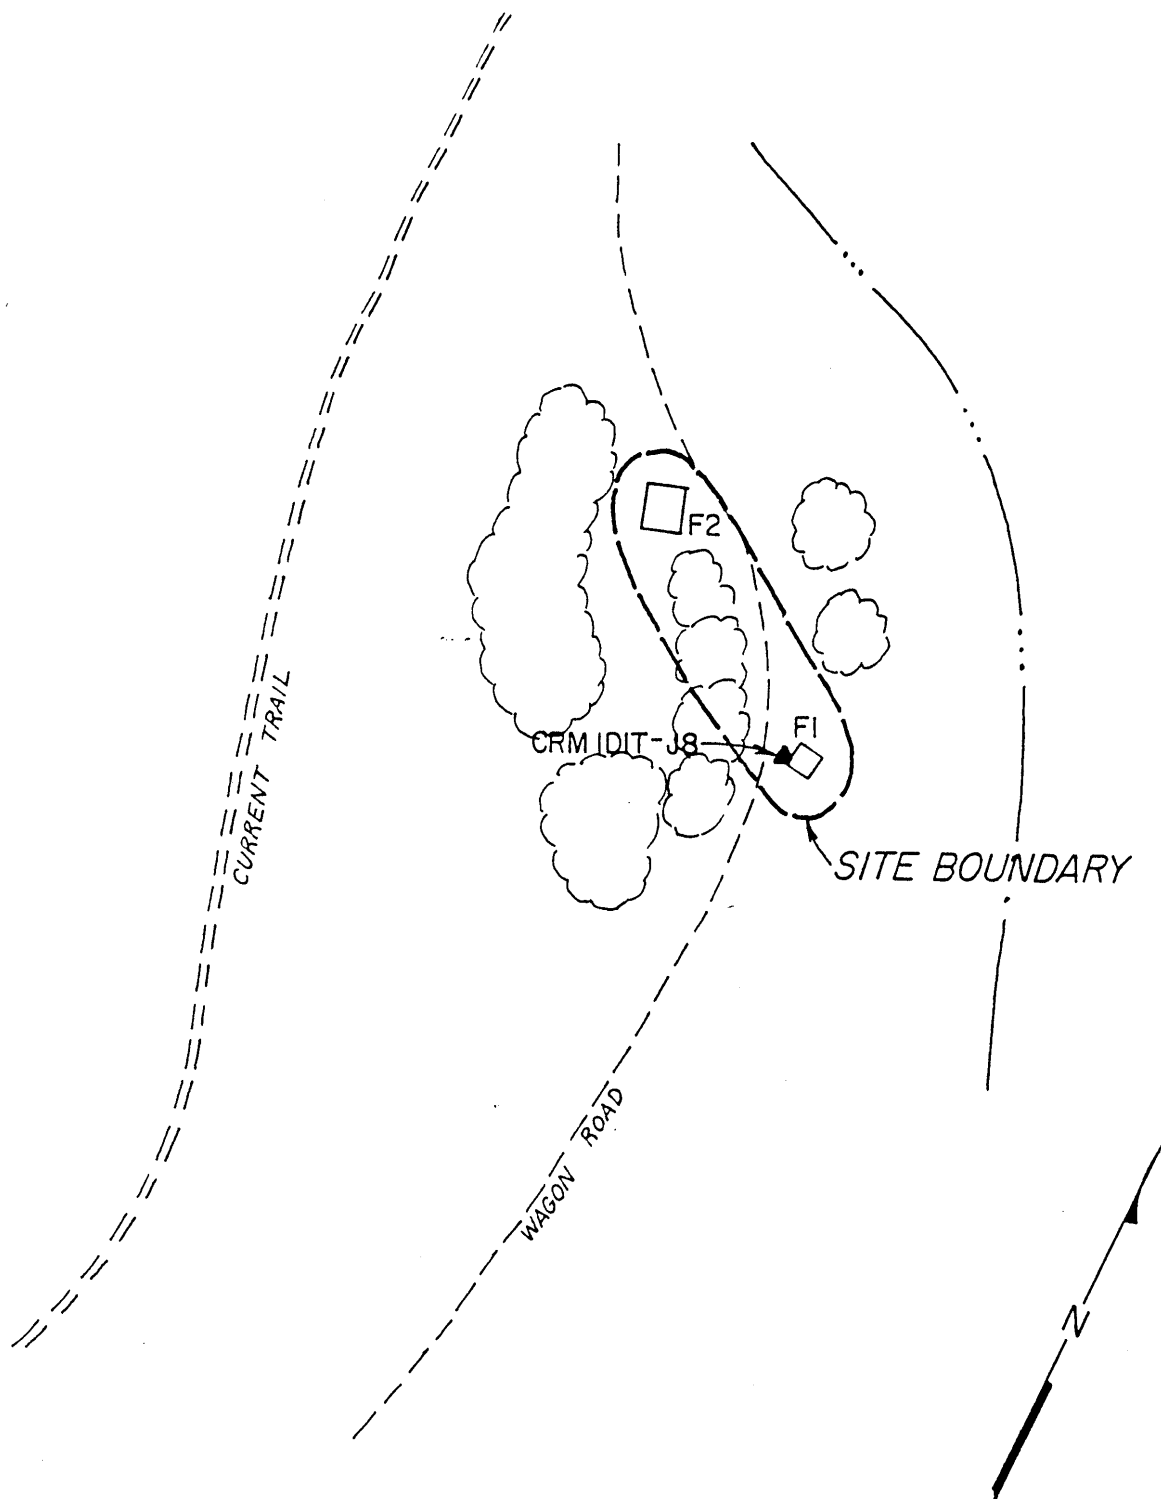 F2
CURRENT TRAIL
F1
CRM IDIT-J8
SITE BOUNDARY
WAGON ROAD
N